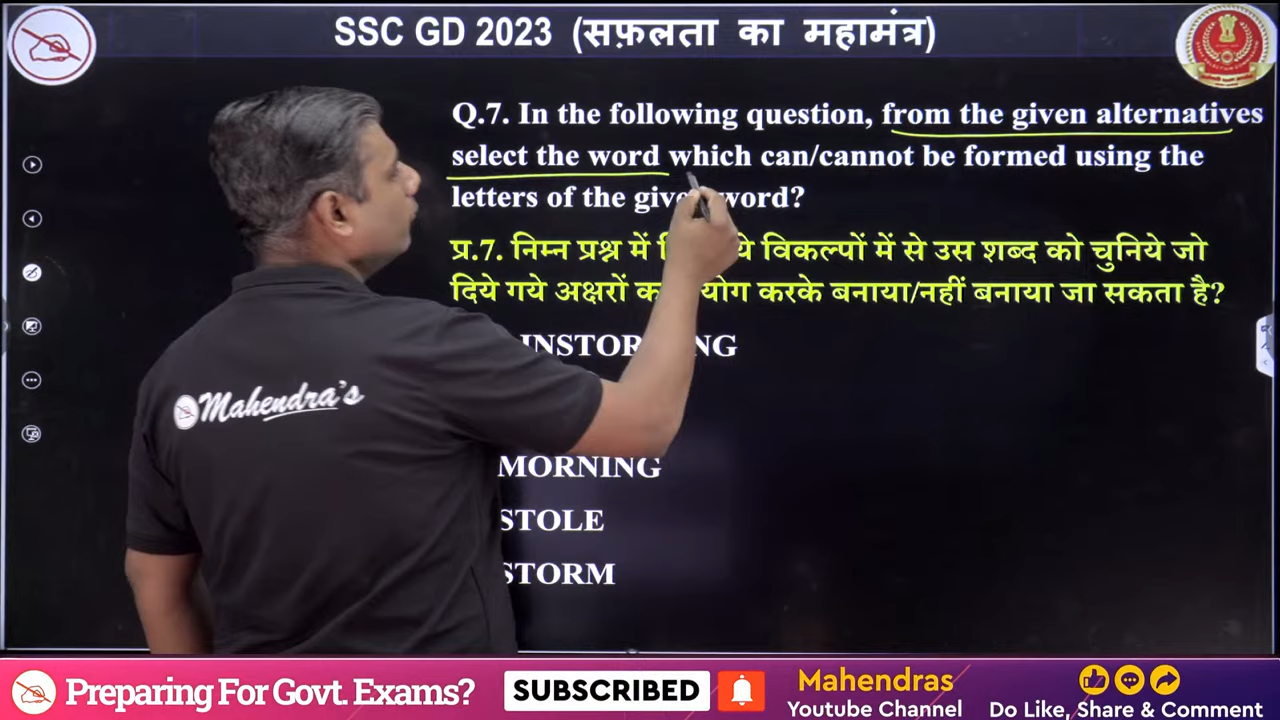 SSC GD 2023 (सफ़लता का महामंत्र)
Q.7. In the following question, from the given alternatives
select the word which can/cannot be formed using the
letters of the word?
प्र.7. निम्न प्रश्न में विकल्पों में से उस शब्द को चुनिये जो
दिये गये अक्षरों करके बनाया/नहीं बनाया जा सकता है?
MORNING
STOLE
STORM
Mahendra's
Preparing For Govt. Exams?
SUBSCRIBED
Mahendras
Youtube Channel
Do Like, Share & Comment